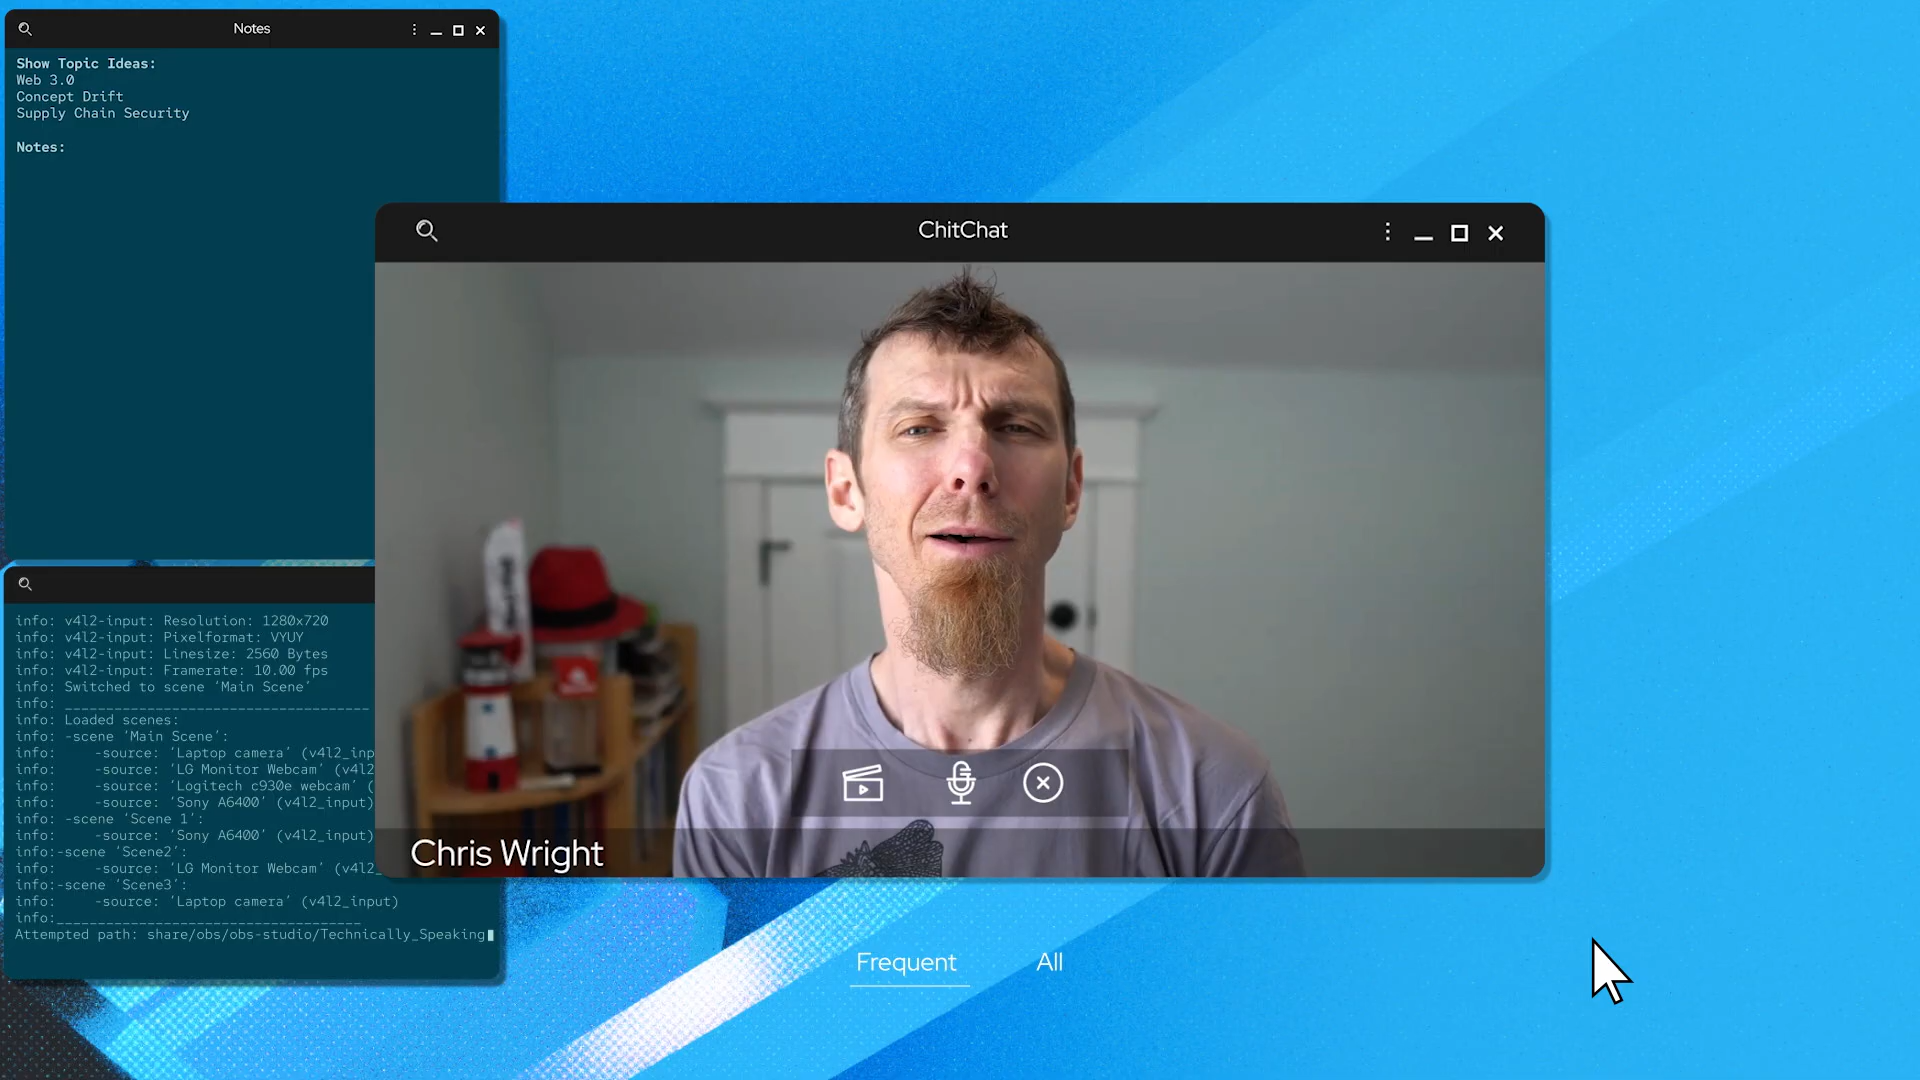 Notes
Show Topic Ideas:
Web 3.0
Concept Drift
Supply Chain Security
Notes:
ChitChat
Chris Wright
info: v4l2-input: Resolution: 1280x720
info: v4l2-input: Pixelformat: VYUY
info: v4l2-input: Linesize: 2560 Bytes
info: v4l2-input: Framerate: 10.00 fps
info: Switched to scene ‘Main Scene’
info: _____________________________________
info: Loaded scenes:
info: -scene ‘Main Scene’:
info:    -source: ‘Laptop camera’ (v4l2_inp
info:    -source: ‘LG Monitor Webcam’ (v4l2
info:    -source: ‘Logitech c930e webcam’ (
info:    -source: ‘Sony A6400’ (v4l2_input)
info: -scene ‘Scene 1’:
info:    -source: ‘Sony A6400’ (v4l2_input)
info:-scene ‘Scene2’:
info:    -source: ‘LG Monitor Webcam’ (v4l2_
info:-scene ‘Scene3’:
info:    -source: ‘Laptop camera’ (v4l2_input)
info:_____________________________________
Attempted path: share/obs/obs-studio/Technically_Speaking
Frequent
All